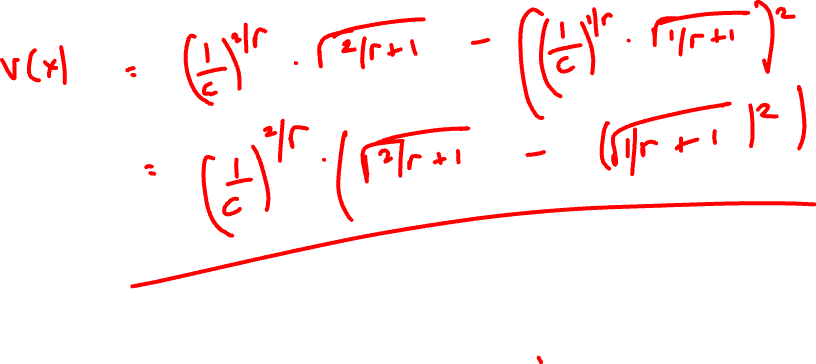 V(x) = (1/c)^{2/r} · √(2/r+1) − ((1/c)^{1/r} · √(1/r+1))^2
= (1/c)^{2/r} · (√(2/r+1) − (√(1/r+1))^2)